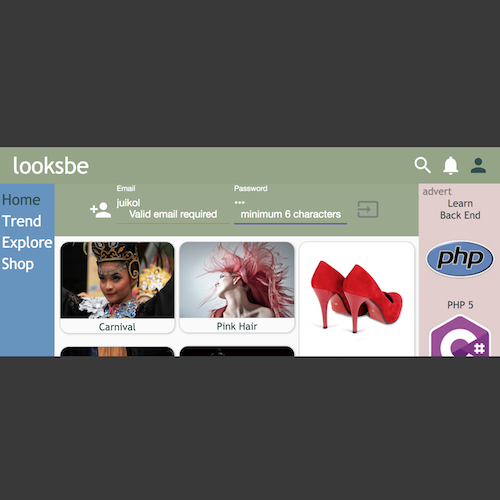 looksbe
Home
Trend
Explore
Shop
Email
juikol
Valid email required
Password
•••
minimum 6 characters
Carnival
Pink Hair
advert
Learn
Back End
php
PHP 5
C#